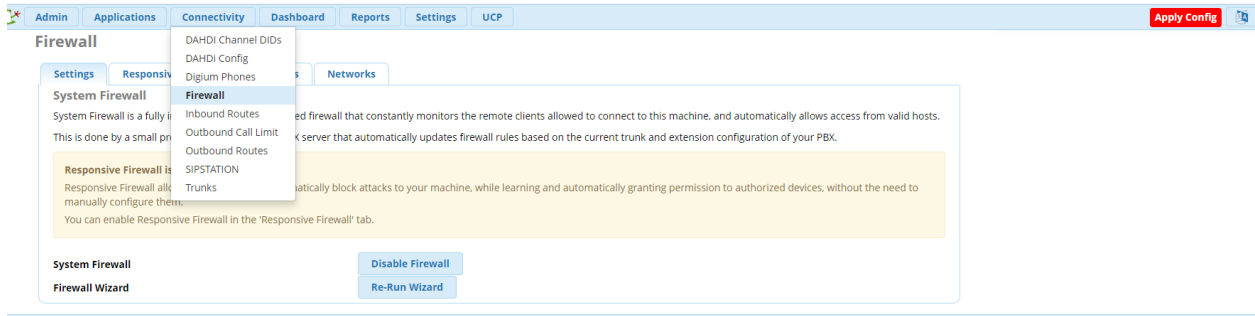 Admin Applications Connectivity Dashboard Reports Settings UCP Apply Config
Firewall
DAHDI Channel DIDs
DAHDi Config
Digium Phones
Firewall
Inbound Routes
Outbound Call Limit
Outbound Routes
SIPSTATION
Trunks
Settings Responsiv s Networks
System Firewall
System Firewall is a fully i ed firewall that constantly monitors the remote clients allowed to connect to this machine, and automatically allows access from valid hosts.
This is done by a small pr X server that automatically updates firewall rules based on the current trunk and extension configuration of your PBX.
Responsive Firewall is
Responsive Firewall allo matically block attacks to your machine, while learning and automatically granting permission to authorized devices, without the need to
manually configure them.
You can enable Responsive Firewall in the 'Responsive Firewall' tab.
System Firewall Disable Firewall
Firewall Wizard Re-Run Wizard